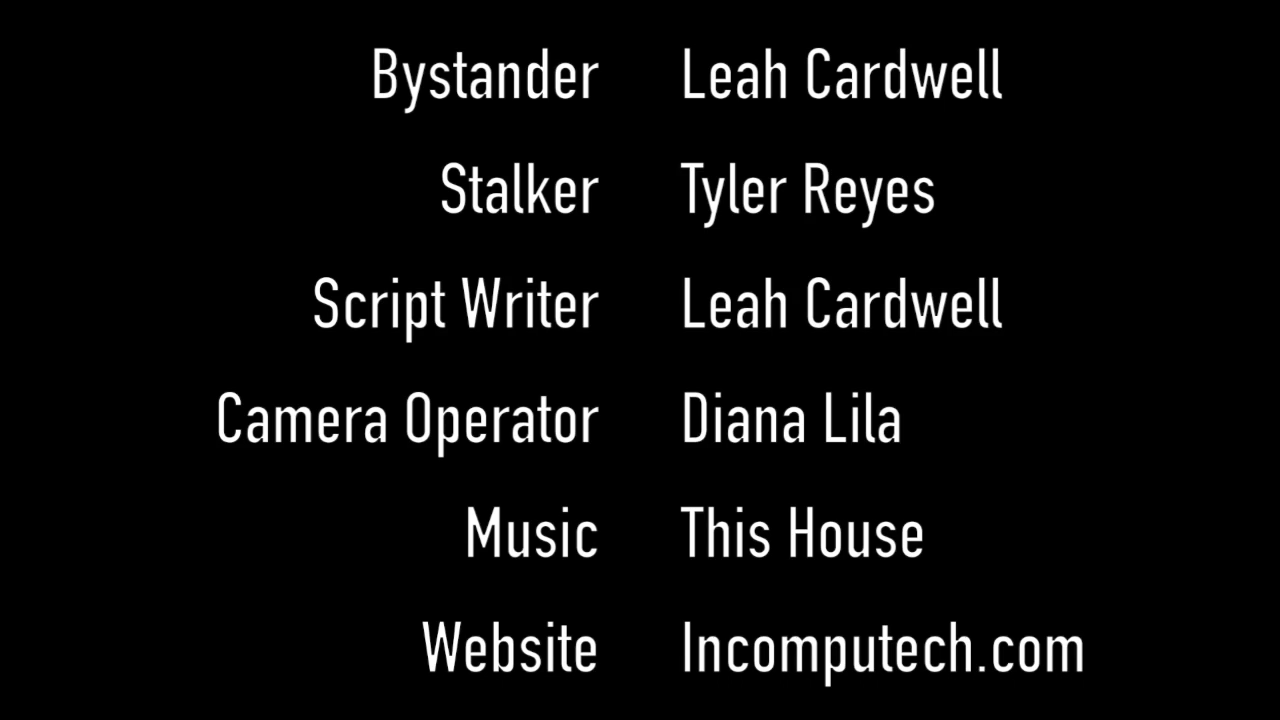 Bystander Leah Cardwell
Stalker Tyler Reyes
Script Writer Leah Cardwell
Camera Operator Diana Lila
Music This House
Website Incomputech.com